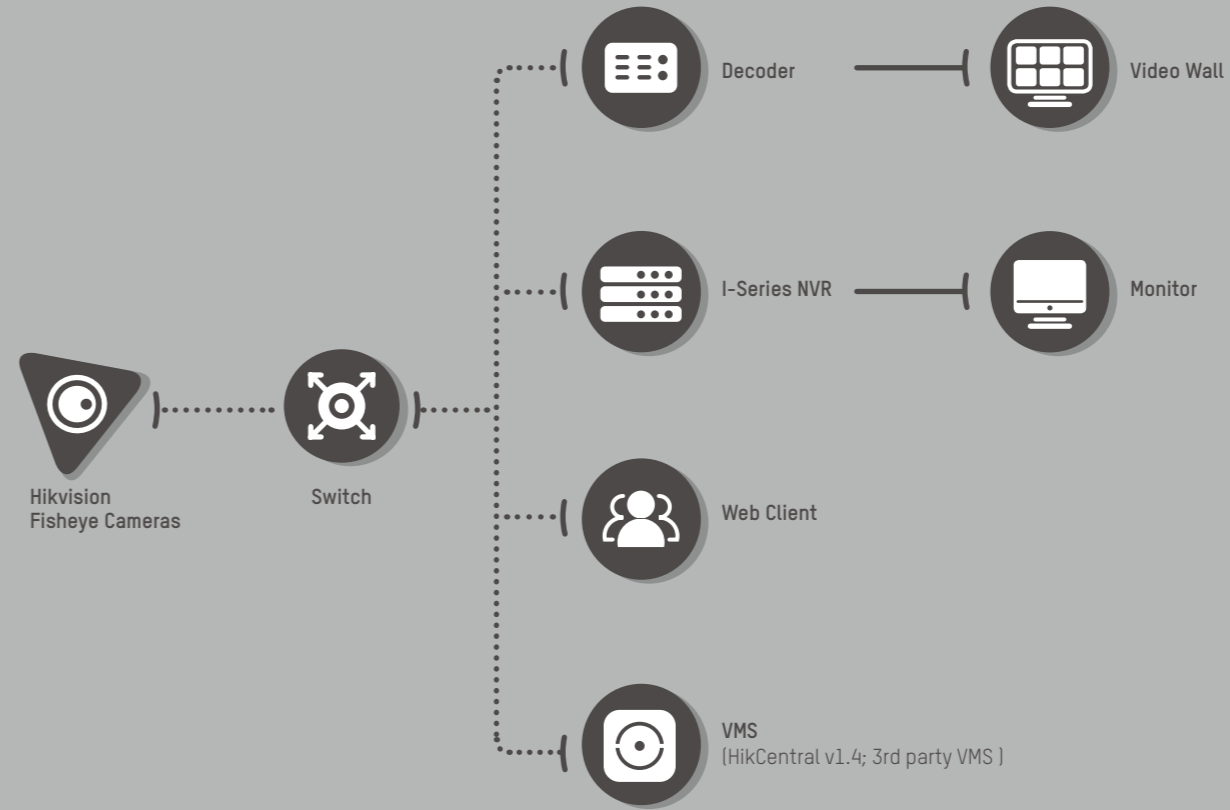 Decoder
Video Wall
I-Series NVR
Monitor
Hikvision
Fisheye Cameras
Switch
Web Client
VMS
(HikCentral v1.4; 3rd party VMS )